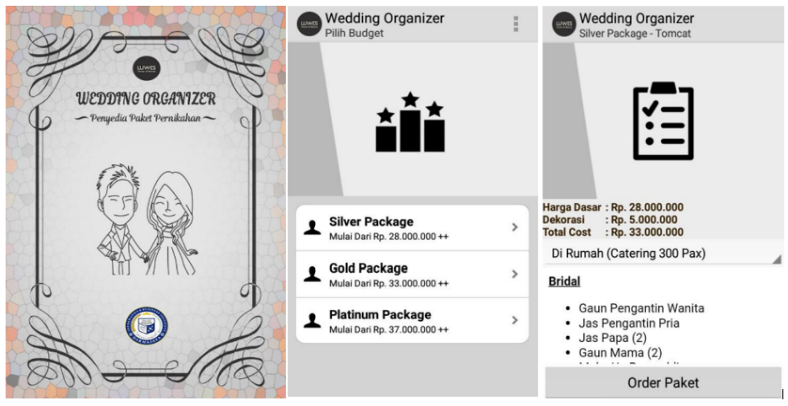 WEDDING ORGANIZER
Penyedia Paket Pernikahan
Wedding Organizer
Pilih Budget
Silver Package
Mulai Dari Rp. 28.000.000 ++
Gold Package
Mulai Dari Rp. 33.000.000 ++
Platinum Package
Mulai Dari Rp. 37.000.000 ++
Wedding Organizer
Silver Package - Tomcat
Harga Dasar : Rp. 28.000.000
Dekorasi : Rp. 5.000.000
Total Cost : Rp. 33.000.000
Di Rumah (Catering 300 Pax)
Bridal
• Gaun Pengantin Wanita
• Jas Pengantin Pria
• Jas Papa (2)
• Gaun Mama (2)
Order Paket